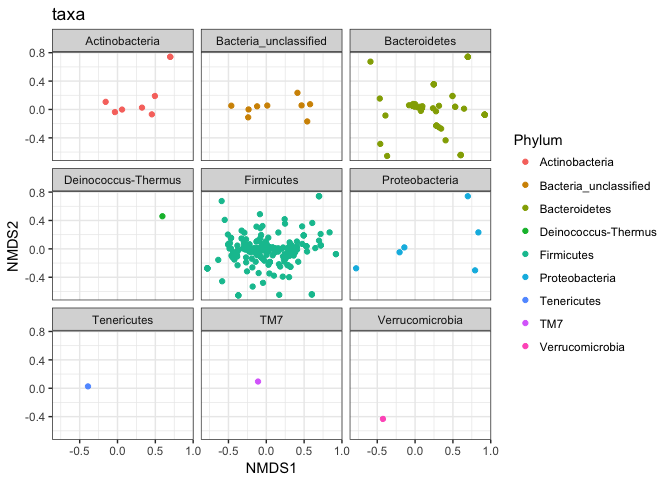 taxa
Actinobacteria
Bacteria_unclassified
Bacteroidetes
0.8
0.4
0.0
-0.4
Deinococcus-Thermus
Firmicutes
Proteobacteria
0.8
0.4
0.0
-0.4
Tenericutes
TM7
Verrucomicrobia
0.8
0.4
0.0
-0.4
-0.5 0.0 0.5 1.0 -0.5 0.0 0.5 1.0 -0.5 0.0 0.5 1.0
NMDS1
NMDS2
Phylum
Actinobacteria
Bacteria_unclassified
Bacteroidetes
Deinococcus-Thermus
Firmicutes
Proteobacteria
Tenericutes
TM7
Verrucomicrobia